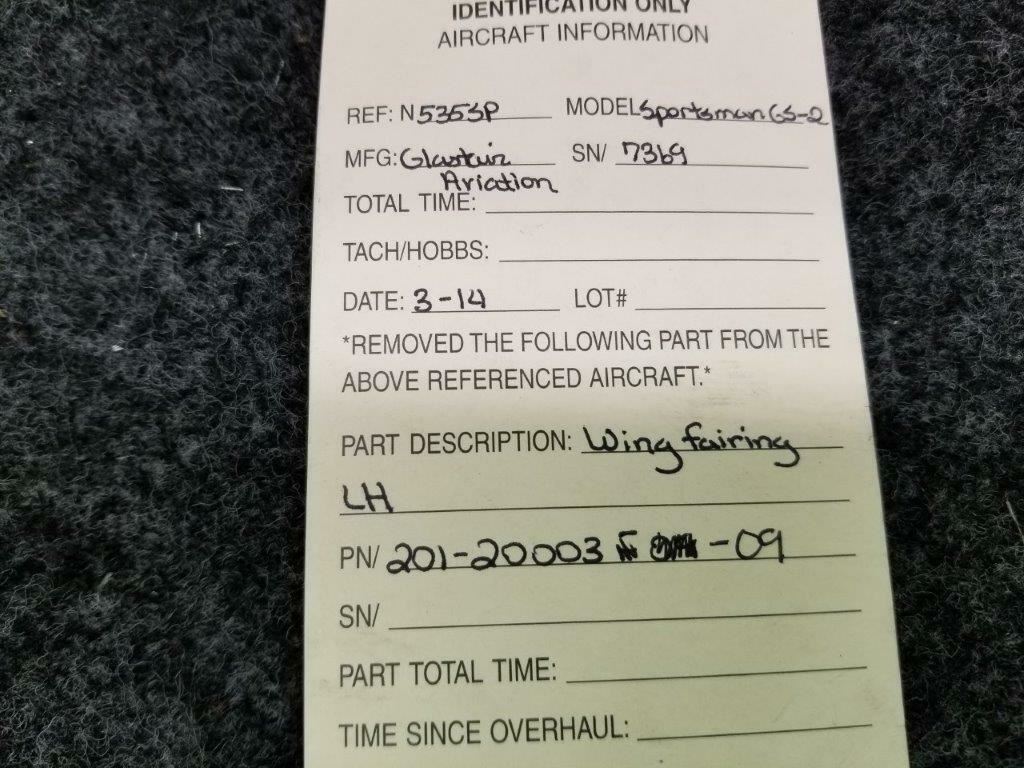 IDENTIFICATION ONLY
AIRCRAFT INFORMATION
REF: N5353P MODEL Sportsman GS-2
MFG: Glastar SN/ 7369
Aviation
TOTAL TIME:
TACH/HOBBS:
DATE: 3-14 LOT#
*REMOVED THE FOLLOWING PART FROM THE
ABOVE REFERENCED AIRCRAFT.*
PART DESCRIPTION: Wing fairing
LH
PN/ 201-20003 -09
SN/
PART TOTAL TIME:
TIME SINCE OVERHAUL: